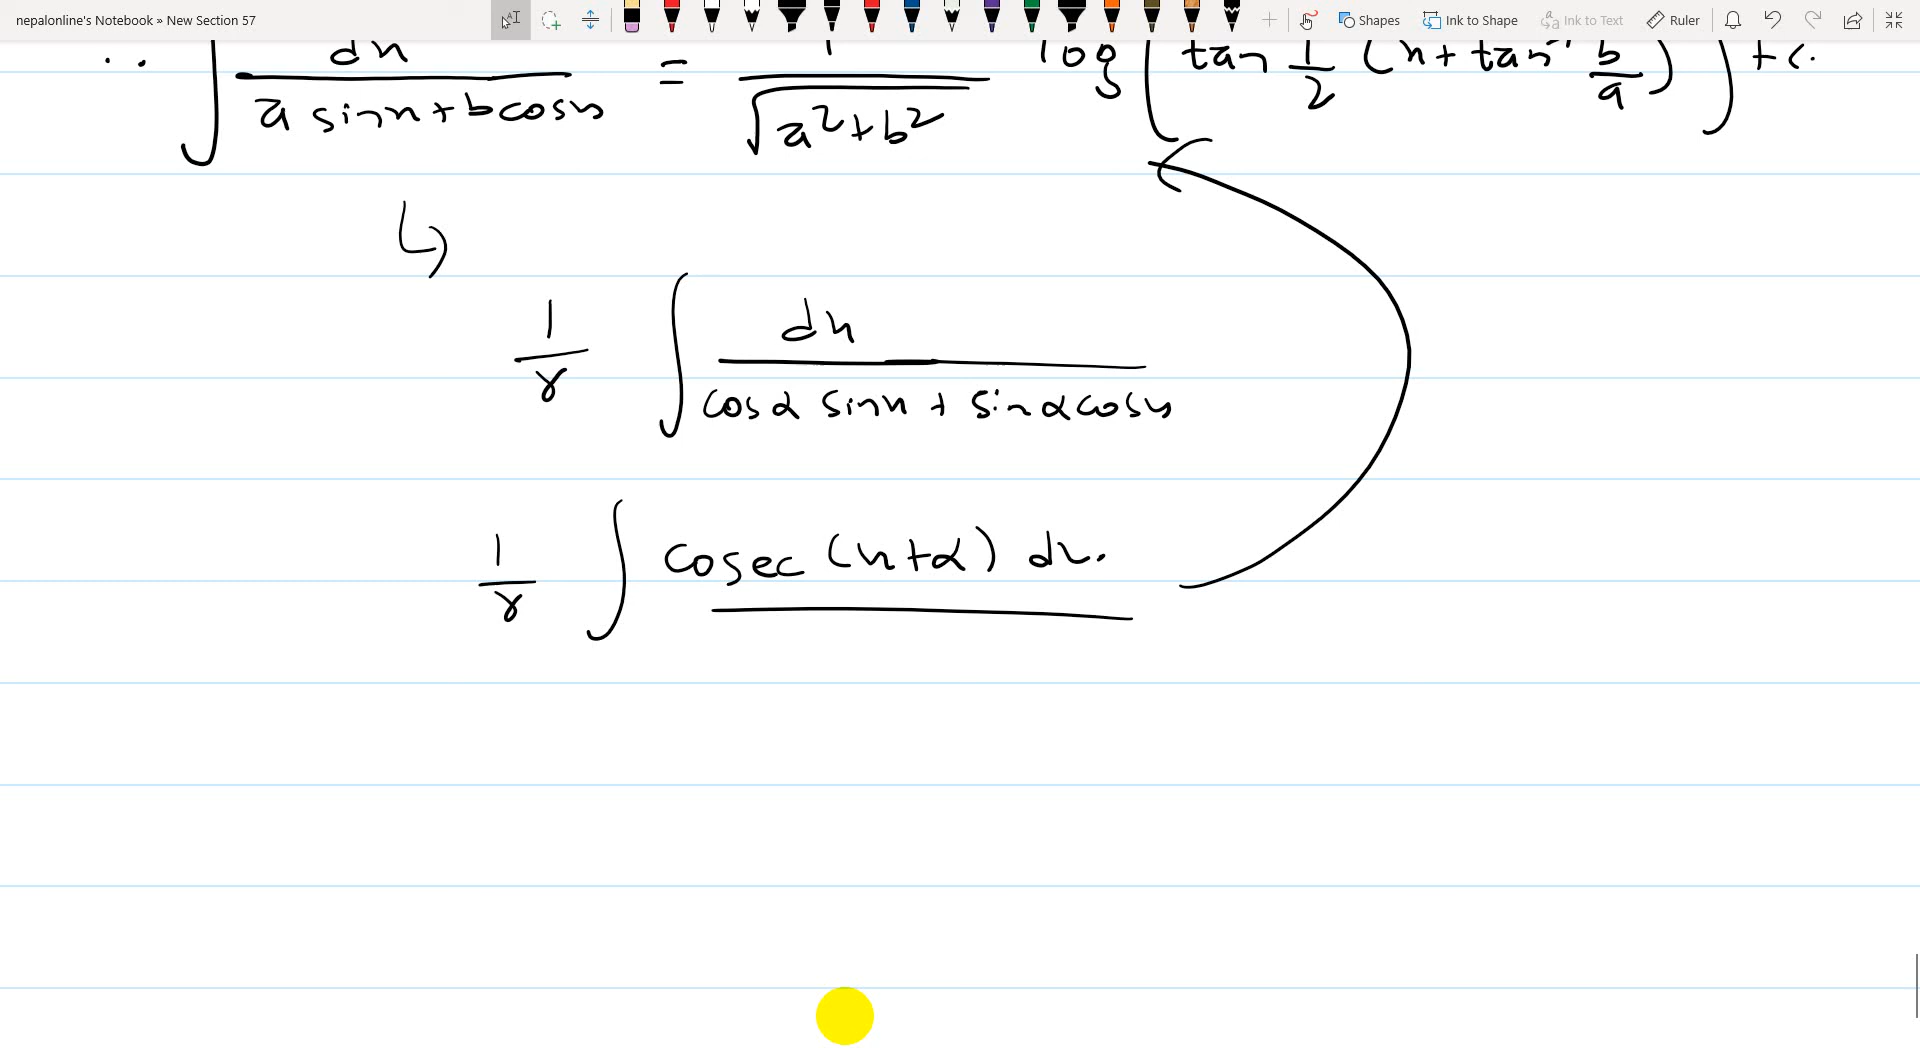 nepalonline's Notebook » New Section 57
Shapes Ink to Shape Ink to Text Ruler
∴ ∫ dx / (a sinx + b cosx) = 1 / √(a² + b²) log (tan 1/2 (x + tan⁻¹ b/a)) + c.
1/r ∫ dx / (cosα sinx + sinα cosx)
1/r ∫ cosec (x+α) dx.